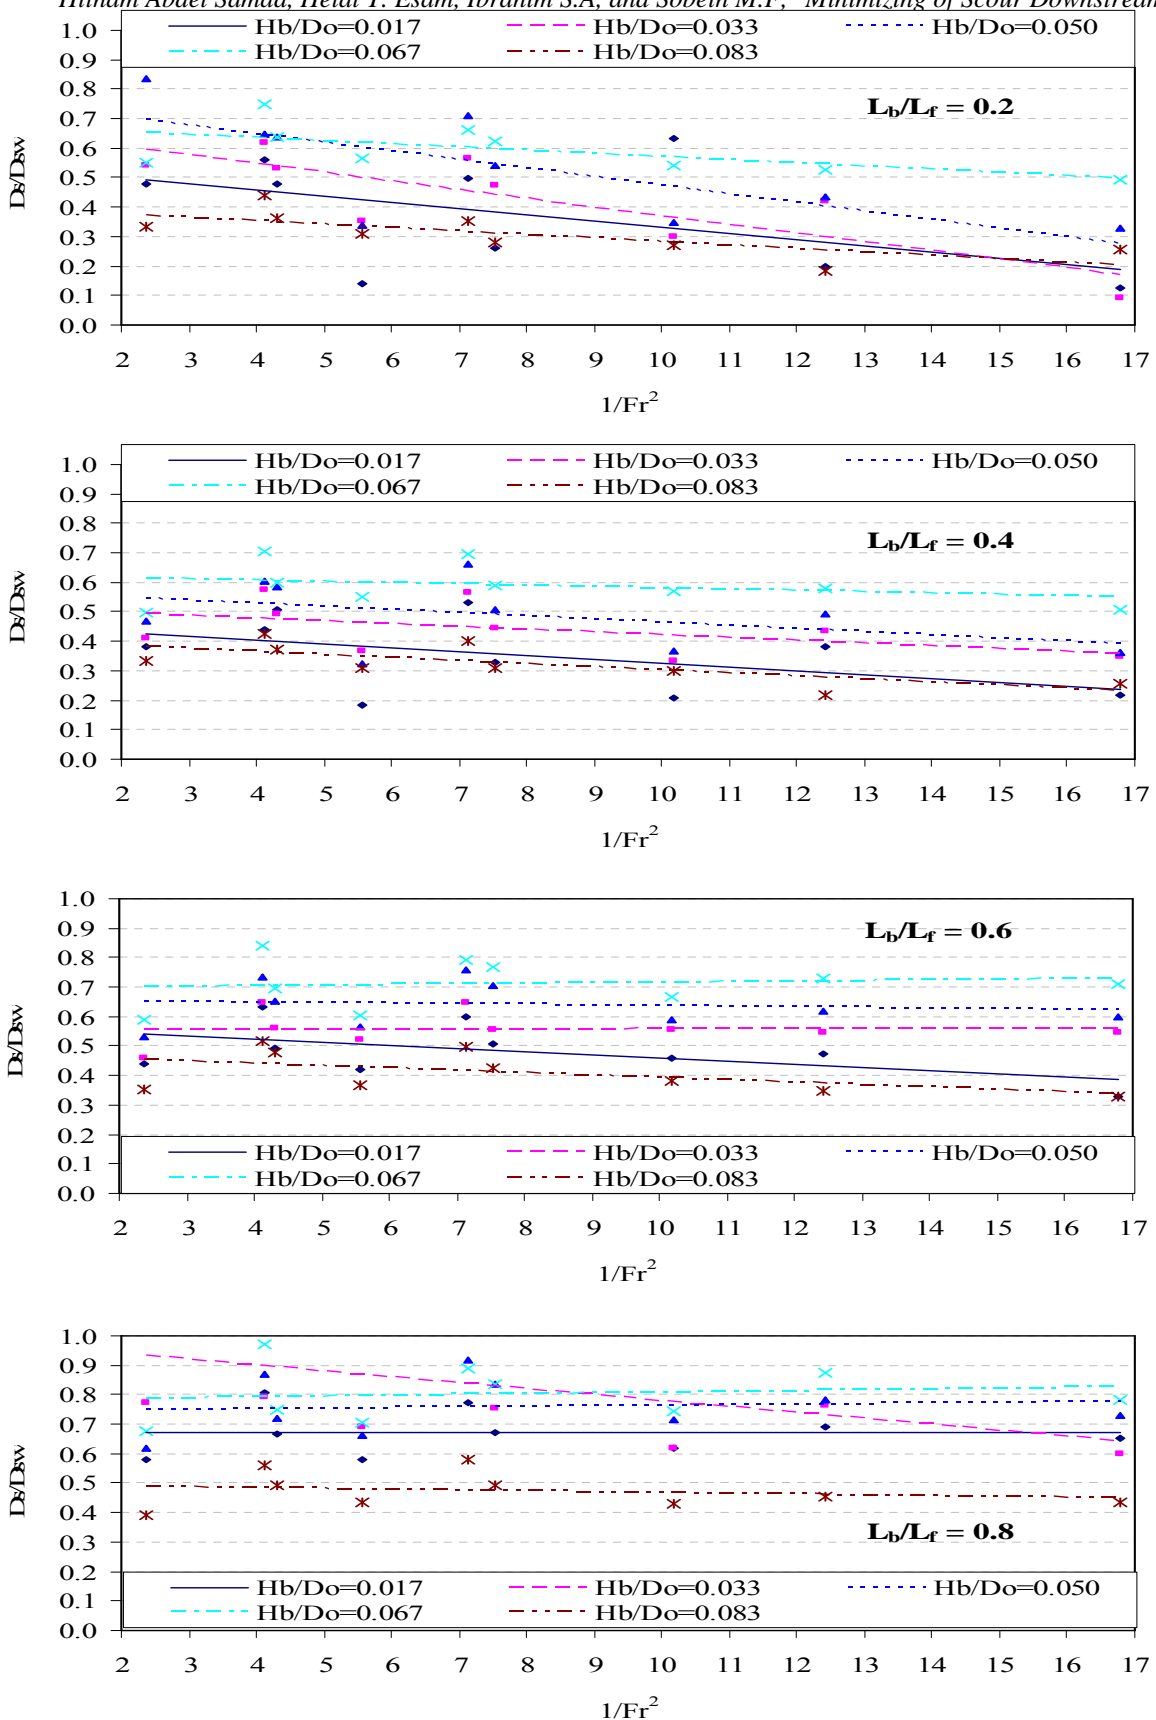 Hitham Abdel Samad, Helal Y. Esam, Ibrahim S.A, and Sobeih M.F, "Minimizing of Scour Downstream
Hb/Do=0.017 Hb/Do=0.033 Hb/Do=0.050
Hb/Do=0.067 Hb/Do=0.083
Lb/Lf = 0.2
Ds/Dsw
1.0
0.9
0.8
0.7
0.6
0.5
0.4
0.3
0.2
0.1
0.0
2 3 4 5 6 7 8 9 10 11 12 13 14 15 16 17
1/Fr2
Hb/Do=0.017 Hb/Do=0.033 Hb/Do=0.050
Hb/Do=0.067 Hb/Do=0.083
Lb/Lf = 0.4
Ds/Dsw
1.0
0.9
0.8
0.7
0.6
0.5
0.4
0.3
0.2
0.1
0.0
2 3 4 5 6 7 8 9 10 11 12 13 14 15 16 17
1/Fr2
Lb/Lf = 0.6
Ds/Dsw
1.0
0.9
0.8
0.7
0.6
0.5
0.4
0.3
0.2
0.1
0.0
Hb/Do=0.017 Hb/Do=0.033 Hb/Do=0.050
Hb/Do=0.067 Hb/Do=0.083
2 3 4 5 6 7 8 9 10 11 12 13 14 15 16 17
1/Fr2
Ds/Dsw
1.0
0.9
0.8
0.7
0.6
0.5
0.4
0.3
0.2
0.1
0.0
Lb/Lf = 0.8
Hb/Do=0.017 Hb/Do=0.033 Hb/Do=0.050
Hb/Do=0.067 Hb/Do=0.083
2 3 4 5 6 7 8 9 10 11 12 13 14 15 16 17
1/Fr2